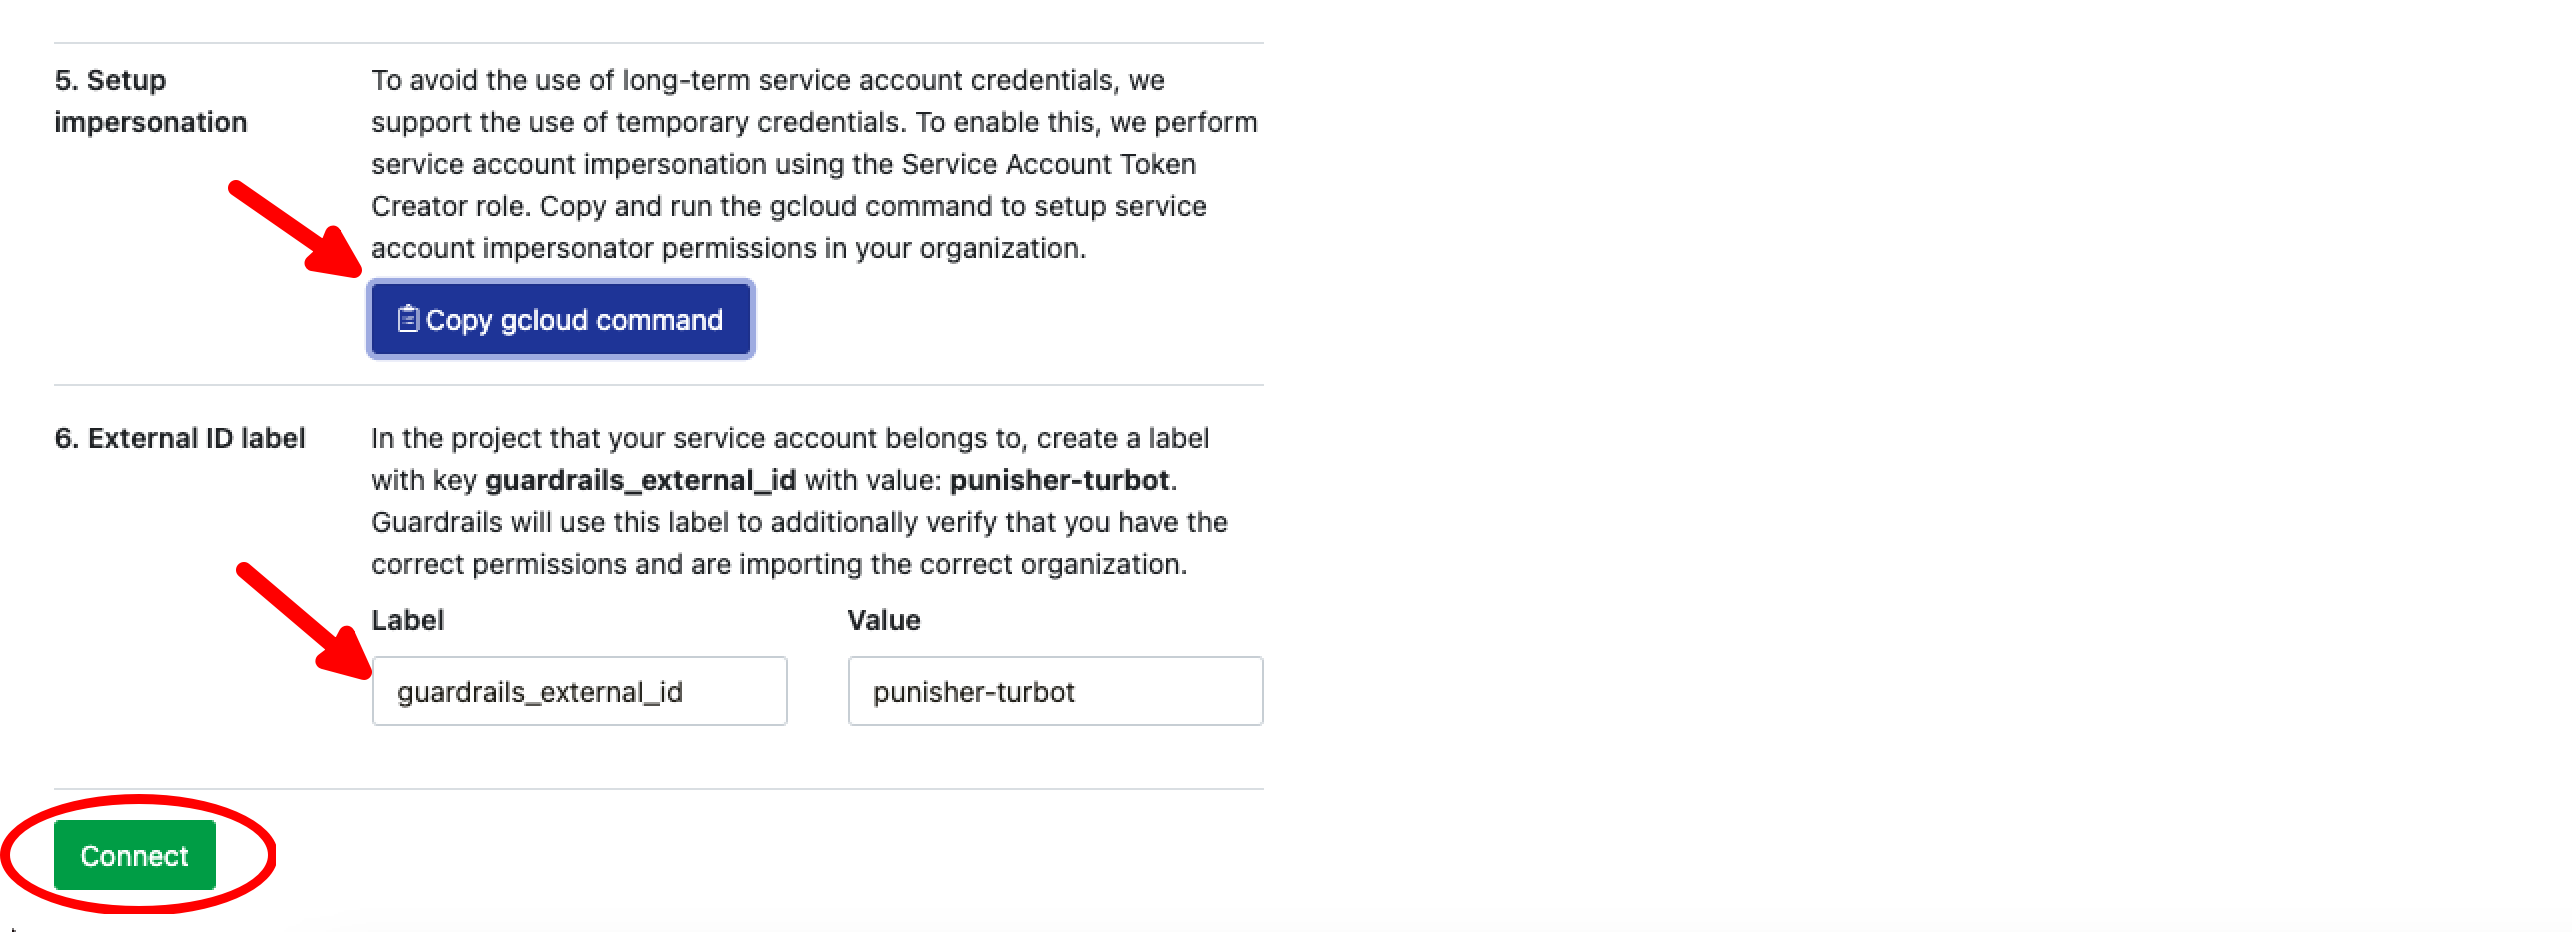 5. Setup
impersonation
To avoid the use of long-term service account credentials, we
support the use of temporary credentials. To enable this, we perform
service account impersonation using the Service Account Token
Creator role. Copy and run the gcloud command to setup service
account impersonator permissions in your organization.
Copy gcloud command
6. External ID label
In the project that your service account belongs to, create a label
with key guardrails_external_id with value: punisher-turbot.
Guardrails will use this label to additionally verify that you have the
correct permissions and are importing the correct organization.
Label
Value
guardrails_external_id
punisher-turbot
Connect